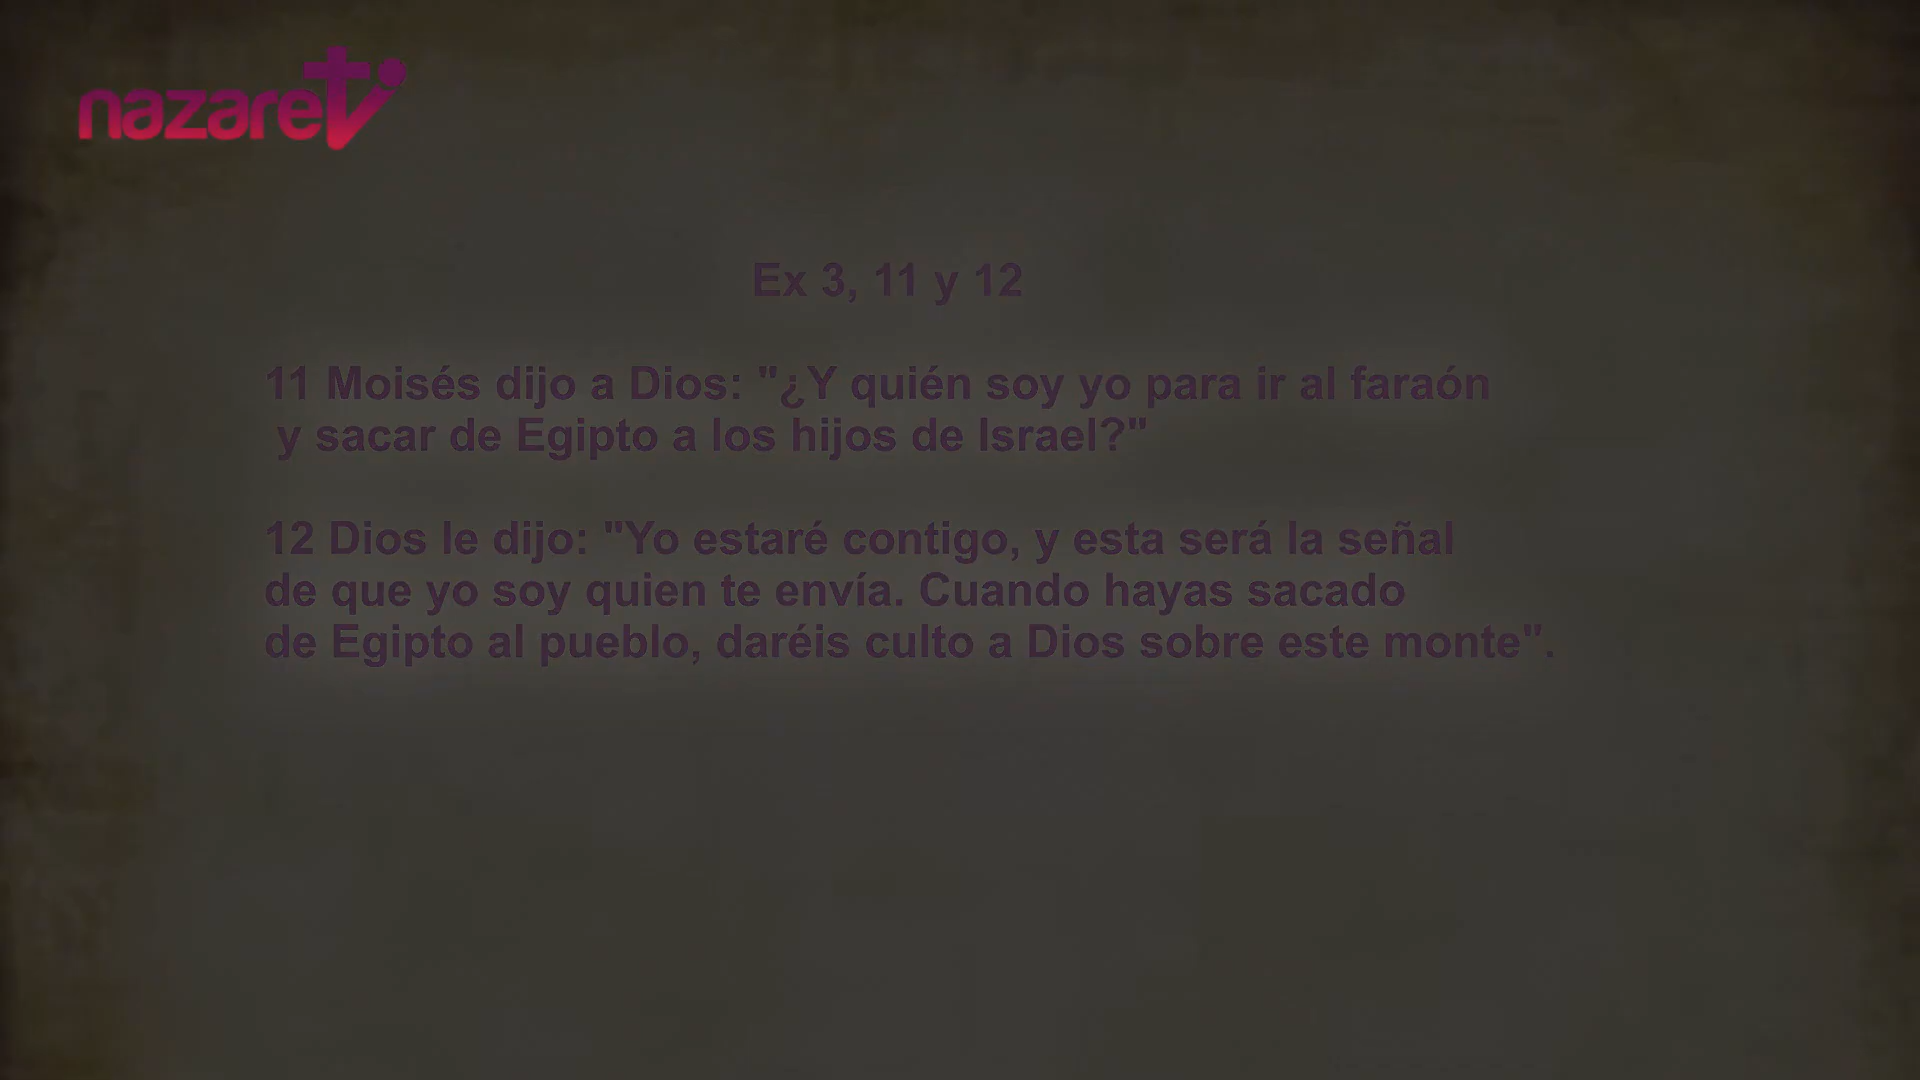 nazaretv
Ex 3, 11 y 12
11 Moisés dijo a Dios: "¿Y quién soy yo para ir al faraón
y sacar de Egipto a los hijos de Israel?"
12 Dios le dijo: "Yo estaré contigo, y esta será la señal
de que yo soy quien te envía. Cuando hayas sacado
de Egipto al pueblo, daréis culto a Dios sobre este monte".